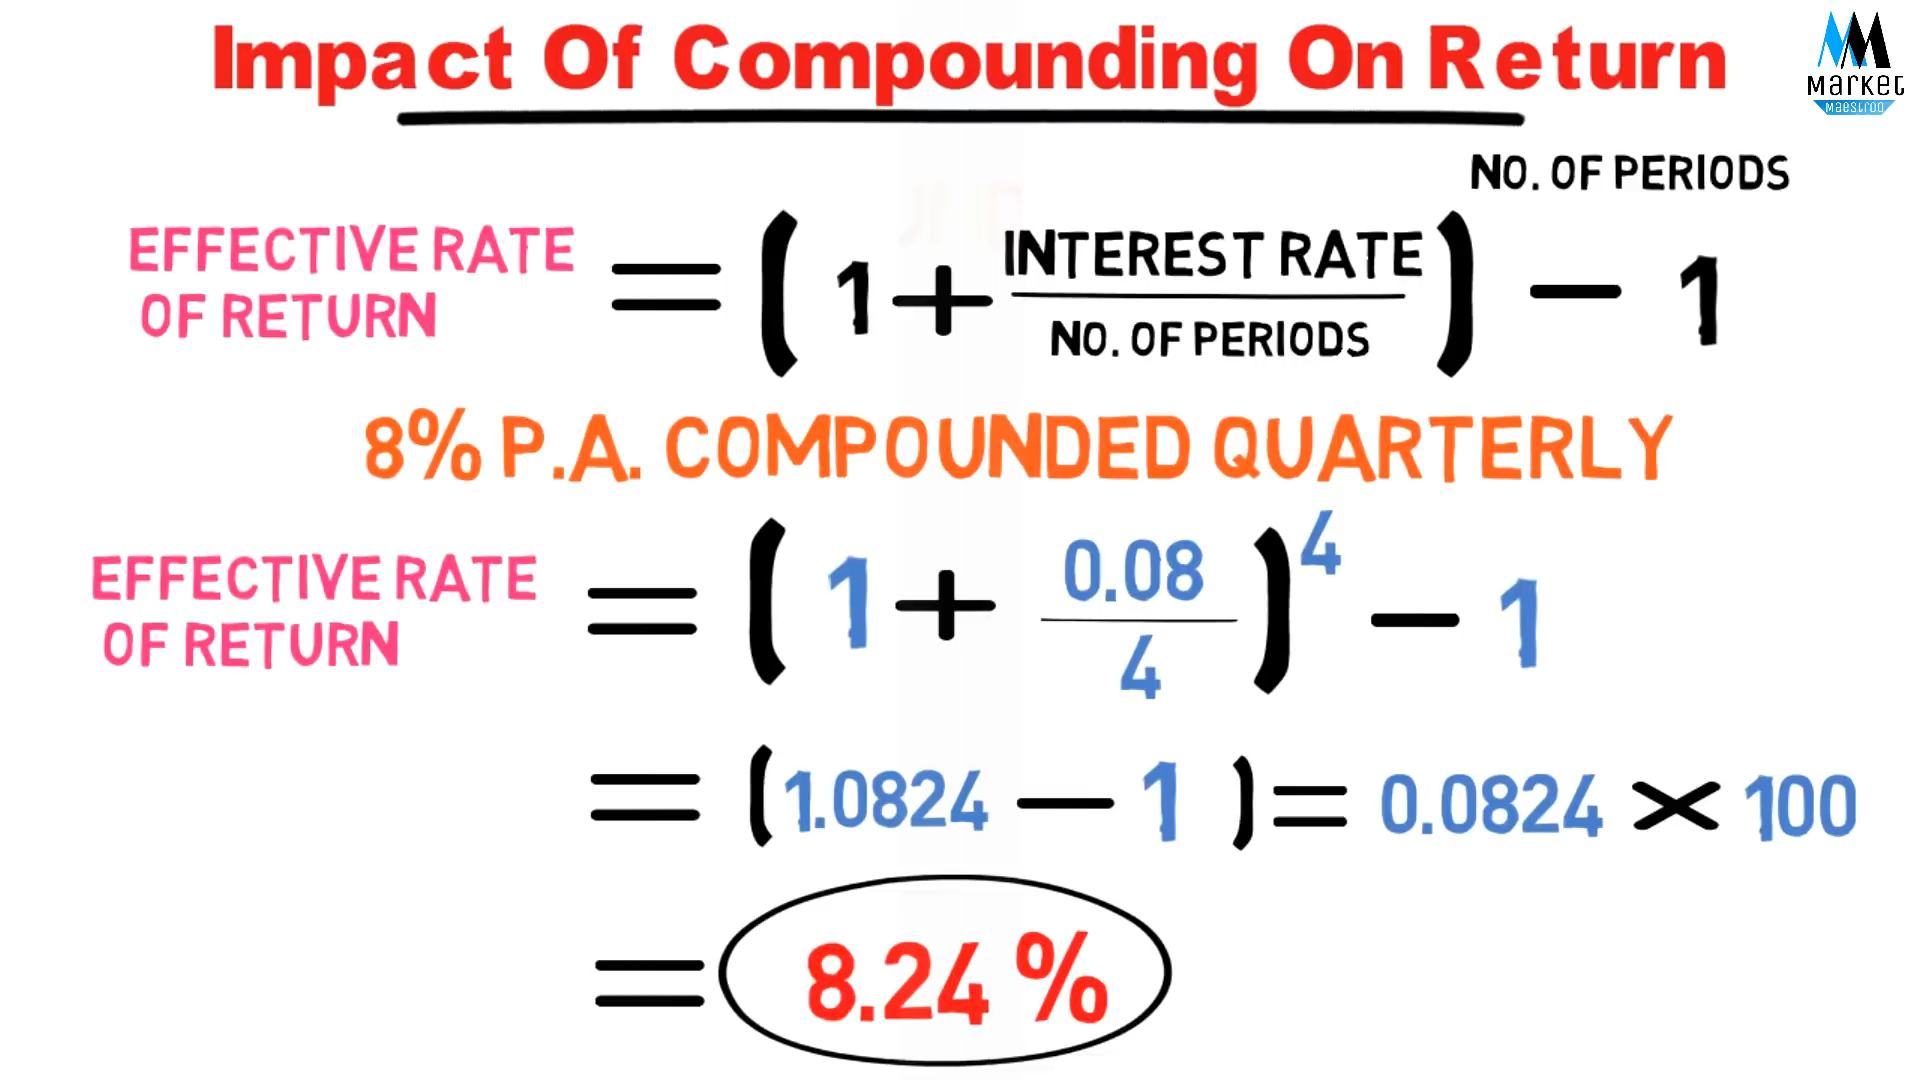 Impact Of Compounding On Return
Market
Maestroo
NO. OF PERIODS
EFFECTIVE RATE OF RETURN = ( 1 + INTEREST RATE / NO. OF PERIODS ) − 1
8% P.A. COMPOUNDED QUARTERLY
EFFECTIVE RATE OF RETURN = ( 1 + 0.08 / 4 )⁴ − 1
= (1.0824 − 1) = 0.0824 × 100
= 8.24 %